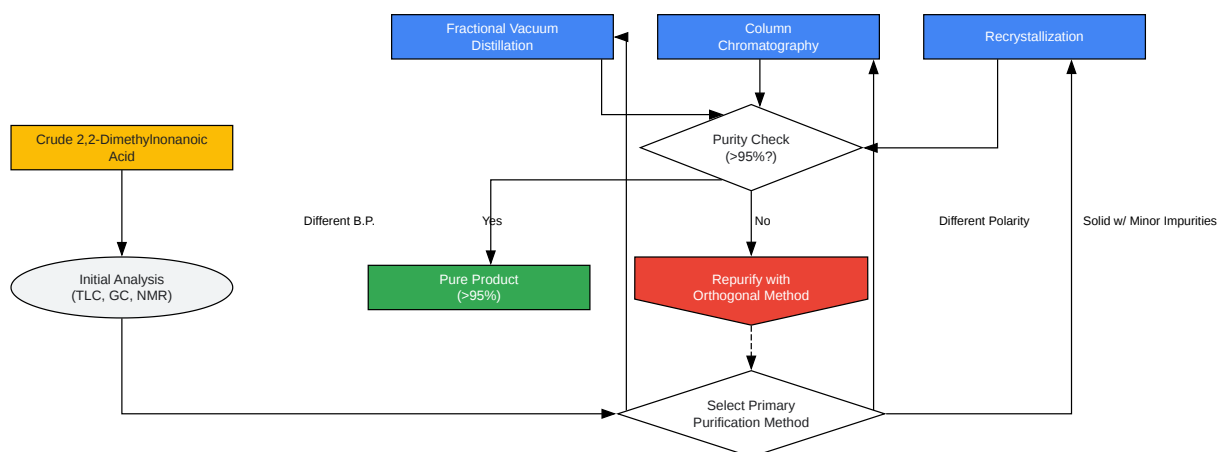 Fractional Vacuum
Distillation
Column
Chromatography
Recrystallization
Crude 2,2-Dimethylnonanoic
Acid
Purity Check
(>95%?)
Different B.P.
Yes
No
Different Polarity
Solid w/ Minor Impurities
Initial Analysis
(TLC, GC, NMR)
Pure Product
(>95%)
Repurify with
Orthogonal Method
Select Primary
Purification Method